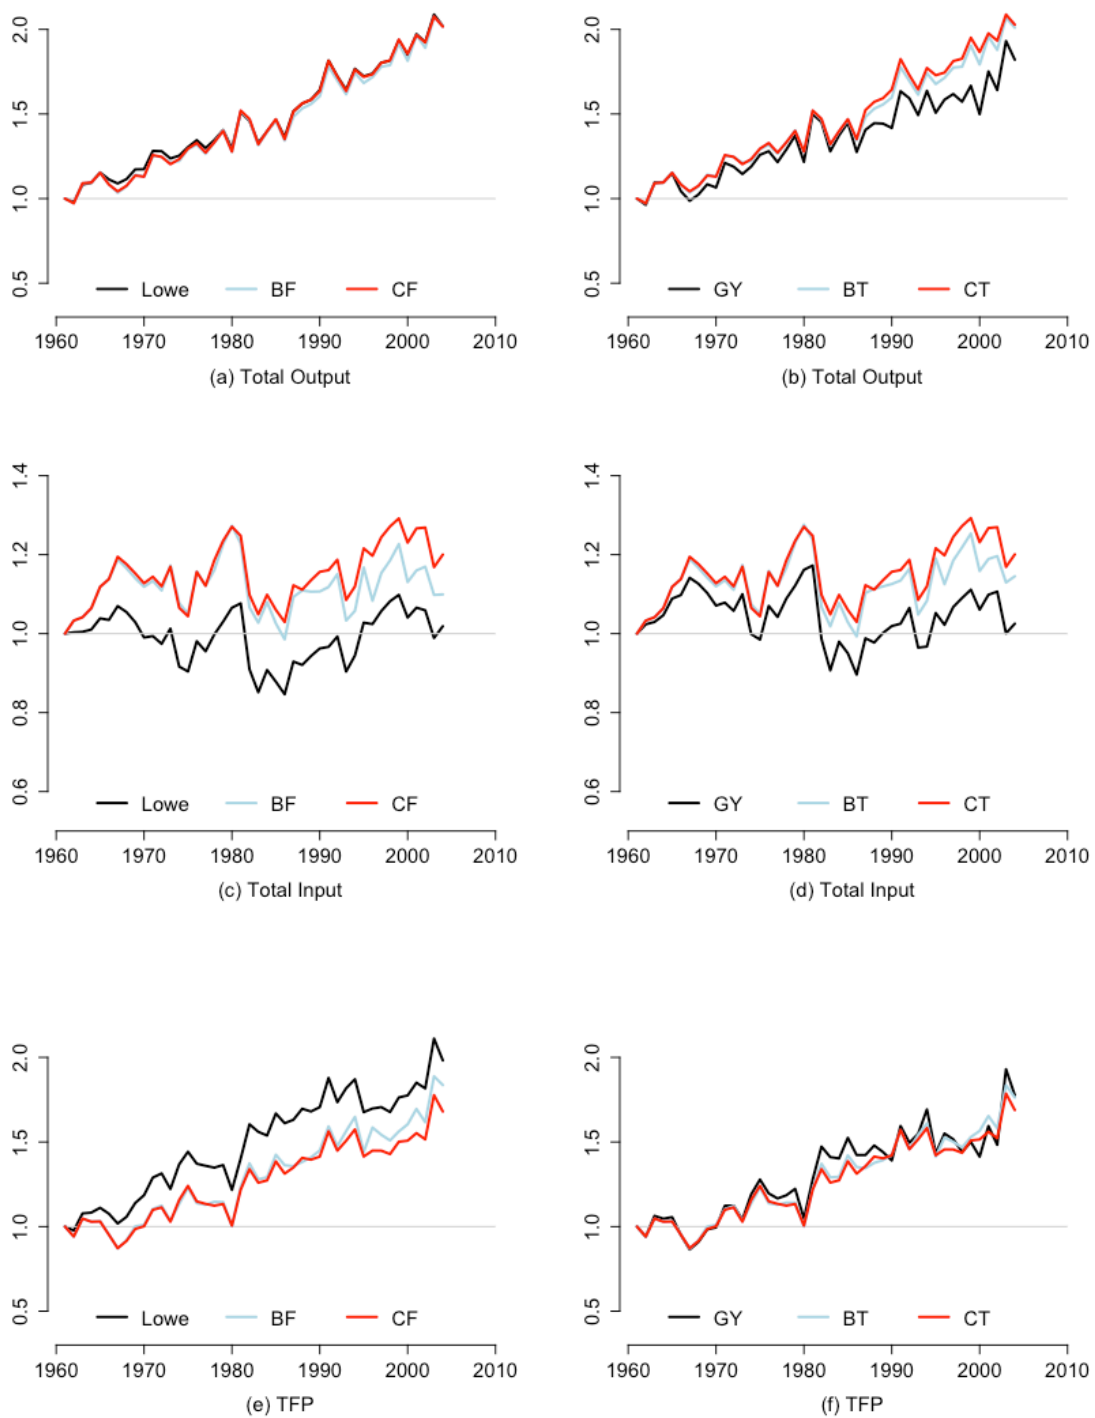 2.0
1.5
1.0
0.5
Lowe BF CF
1960 1970 1980 1990 2000 2010
(a) Total Output
2.0
1.5
1.0
0.5
GY BT CT
1960 1970 1980 1990 2000 2010
(b) Total Output
1.4
1.2
1.0
0.8
0.6
Lowe BF CF
1960 1970 1980 1990 2000 2010
(c) Total Input
1.4
1.2
1.0
0.8
0.6
GY BT CT
1960 1970 1980 1990 2000 2010
(d) Total Input
2.0
1.5
1.0
0.5
Lowe BF CF
1960 1970 1980 1990 2000 2010
(e) TFP
2.0
1.5
1.0
0.5
GY BT CT
1960 1970 1980 1990 2000 2010
(f) TFP